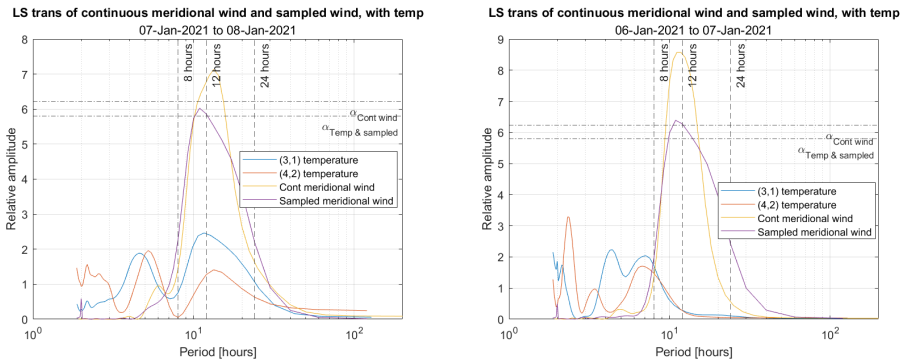 LS trans of continuous meridional wind and sampled wind, with temp
07-Jan-2021 to 08-Jan-2021
8
7
6
5
4
3
2
1
0
Relative amplitude
8 hours
12 hours
24 hours
αCont wind
αTemp & sampled
(3,1) temperature
(4,2) temperature
Cont meridional wind
Sampled meridional wind
10^0
10^1
10^2
Period [hours]
LS trans of continuous meridional wind and sampled wind, with temp
06-Jan-2021 to 07-Jan-2021
9
8
7
6
5
4
3
2
1
0
Relative amplitude
8 hours
12 hours
24 hours
αCont wind
αTemp & sampled
(3,1) temperature
(4,2) temperature
Cont meridional wind
Sampled meridional wind
10^0
10^1
10^2
Period [hours]